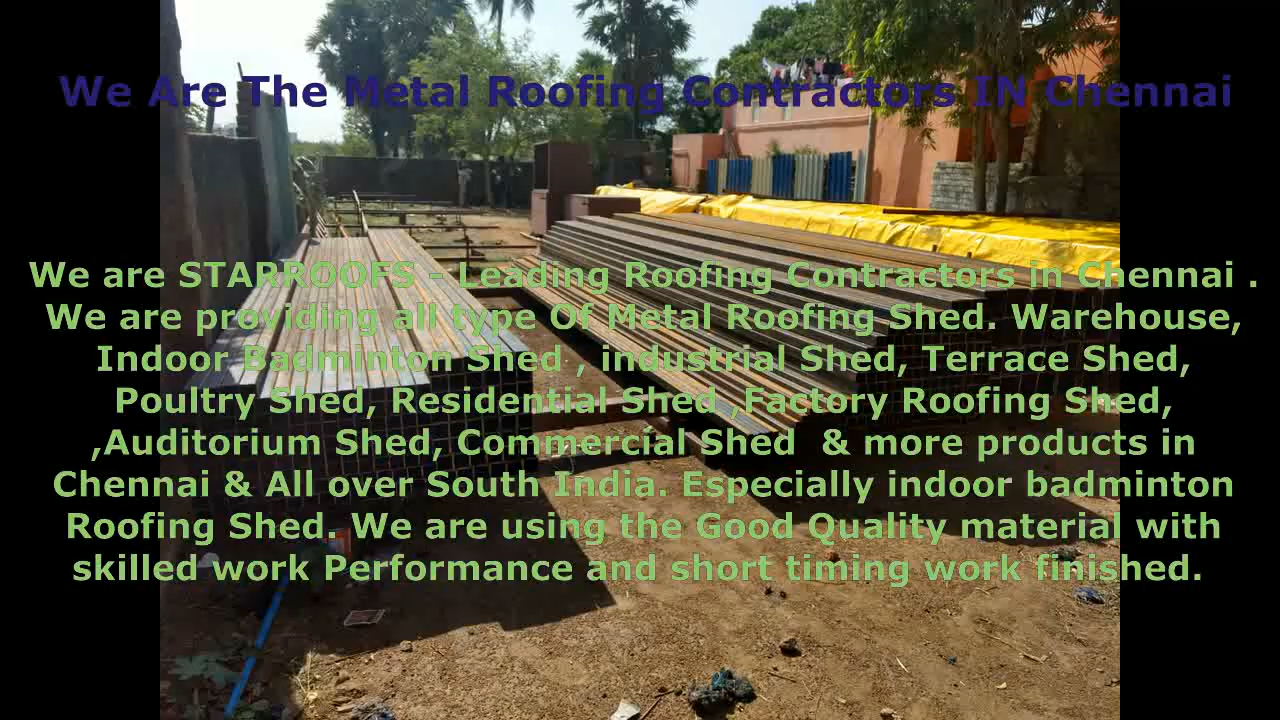 We Are The Metal Roofing Contractors IN Chennai
We are STARROOFS - Leading Roofing Contractors in Chennai .
We are providing all type Of Metal Roofing Shed. Warehouse,
Indoor Badminton Shed , industrial Shed, Terrace Shed,
Poultry Shed, Residential Shed ,Factory Roofing Shed,
,Auditorium Shed, Commercial Shed  & more products in
Chennai & All over South India. Especially indoor badminton
Roofing Shed. We are using the Good Quality material with
skilled work Performance and short timing work finished.